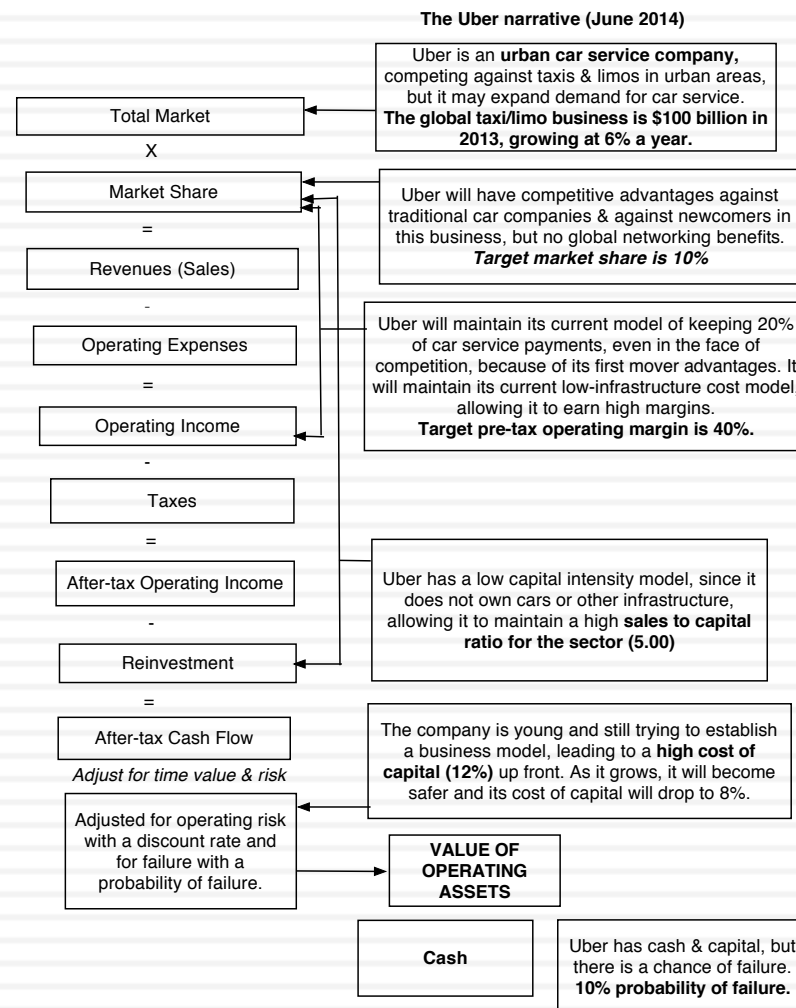 The Uber narrative (June 2014)
Uber is an urban car service company,
competing against taxis & limos in urban areas,
but it may expand demand for car service.
The global taxi/limo business is $100 billion in
2013, growing at 6% a year.
Total Market
X
Market Share
Uber will have competitive advantages against
traditional car companies & against newcomers in
this business, but no global networking benefits.
Target market share is 10%
=
Revenues (Sales)
-
Operating Expenses
Uber will maintain its current model of keeping 20%
of car service payments, even in the face of
competition, because of its first mover advantages. It
will maintain its current low-infrastructure cost model,
allowing it to earn high margins.
Target pre-tax operating margin is 40%.
=
Operating Income
-
Taxes
=
After-tax Operating Income
Uber has a low capital intensity model, since it
does not own cars or other infrastructure,
allowing it to maintain a high sales to capital
ratio for the sector (5.00)
-
Reinvestment
=
After-tax Cash Flow
The company is young and still trying to establish
a business model, leading to a high cost of
capital (12%) up front. As it grows, it will become
safer and its cost of capital will drop to 8%.
Adjust for time value & risk
Adjusted for operating risk
with a discount rate and
for failure with a
probability of failure.
VALUE OF
OPERATING
ASSETS
Cash
Uber has cash & capital, but
there is a chance of failure.
10% probability of failure.